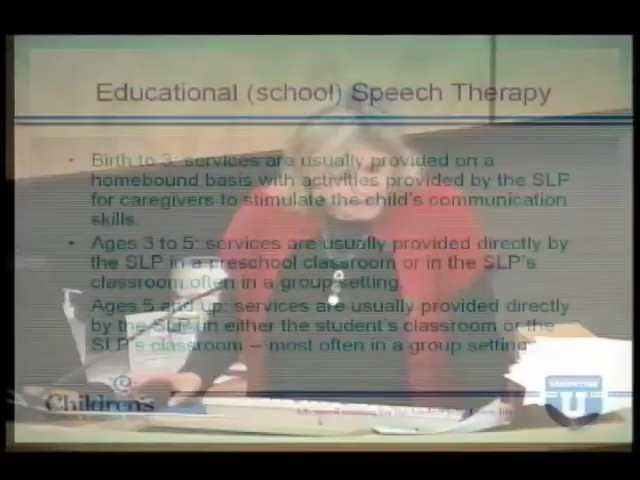 Educational (school) Speech Therapy
• Birth to 3: services are usually provided on a
homebound basis with activities provided by the SLP
for caregivers to stimulate the child's communication
skills.
• Ages 3 to 5: services are usually provided directly by
the SLP in a preschool classroom or in the SLP's
classroom often in a group setting.
Ages 5 and up: services are usually provided directly
by the SLP in either the student's classroom or the
SLP's classroom – most often in a group setting
Children's
U